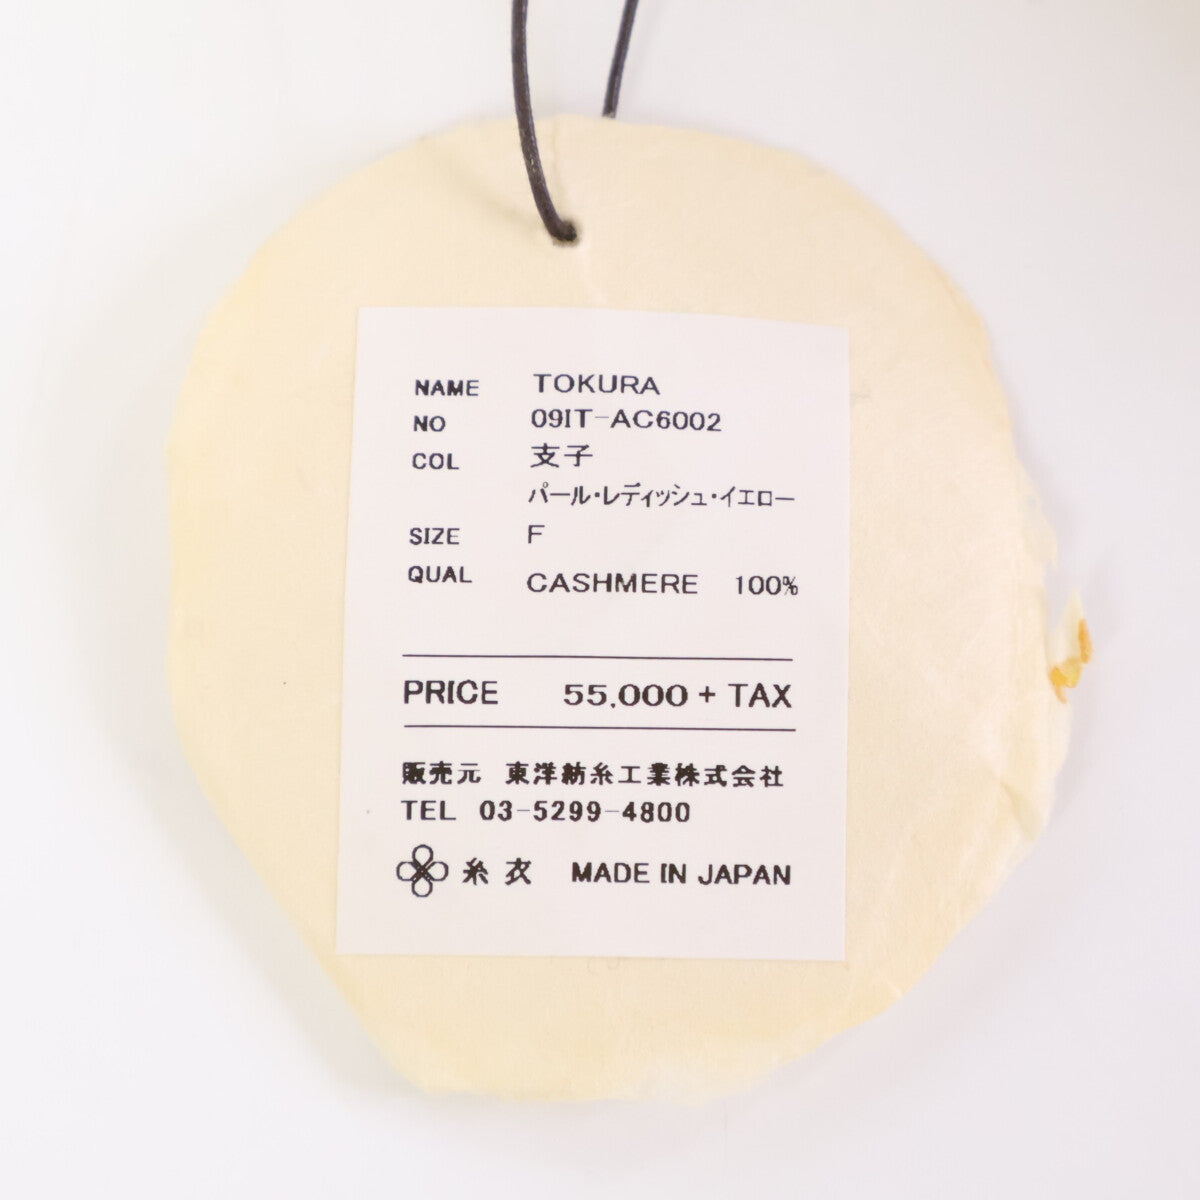 NAME TOKURA
NO 09IT-AC6002
COL 支子
パール・レディッシュ・イエロー
SIZE F
QUAL CASHMERE 100%
PRICE 55,000 + TAX
販売元 東洋紡糸工業株式会社
TEL 03-5299-4800
糸衣 MADE IN JAPAN